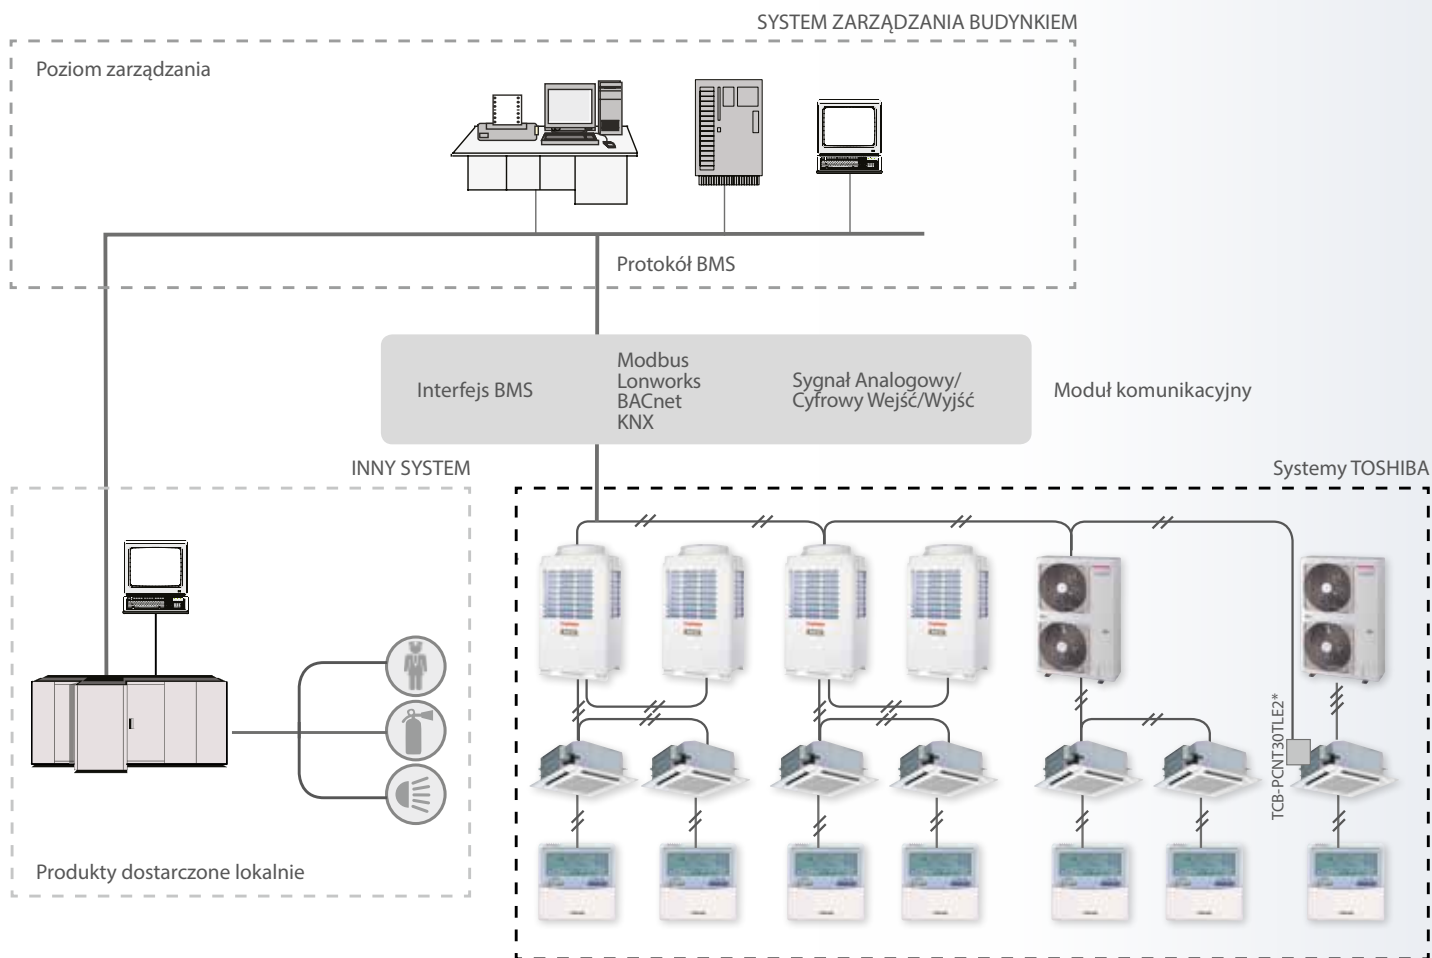 SYSTEM ZARZĄDZANIA BUDYNKIEM
Poziom zarządzania
Protokół BMS
Interfejs BMS
Modbus
Lonworks
BACnet
KNX
Sygnał Analogowy/
Cyfrowy Wejść/Wyjść
Moduł komunikacyjny
INNY SYSTEM
Systemy TOSHIBA
TCB-PCNT30TLE2*
Produkty dostarczone lokalnie